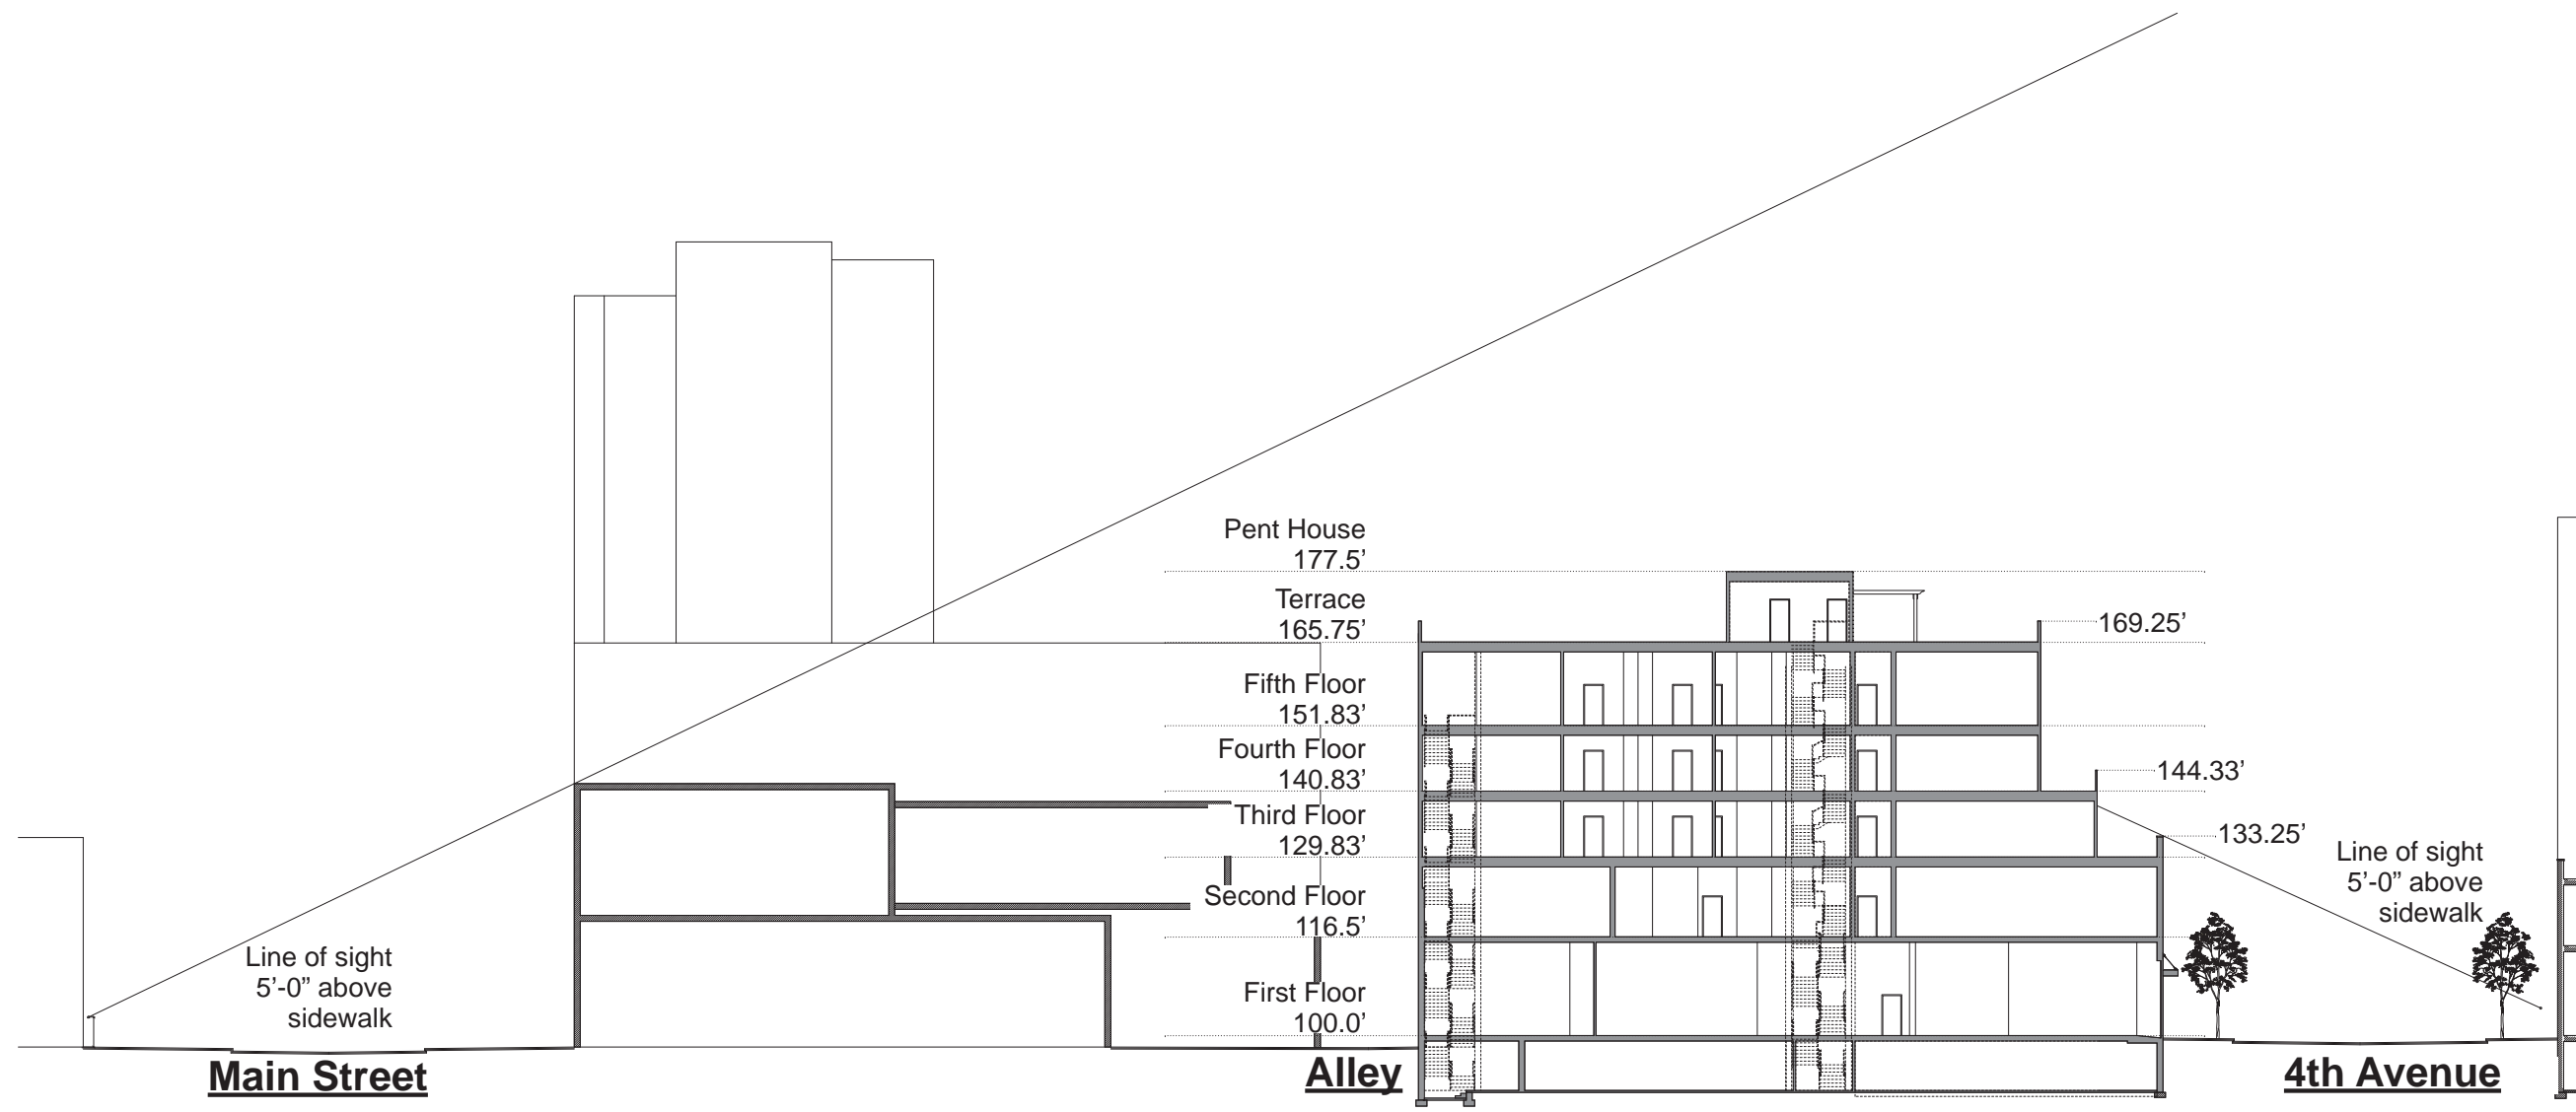 Pent House
177.5’
Terrace
165.75’
169.25’
Fifth Floor
151.83’
Fourth Floor
140.83’
144.33’
Third Floor
129.83’
133.25’
Line of sight
5’-0” above
sidewalk
Second Floor
116.5’
Line of sight
5’-0” above
sidewalk
First Floor
100.0’
Main Street
Alley
4th Avenue